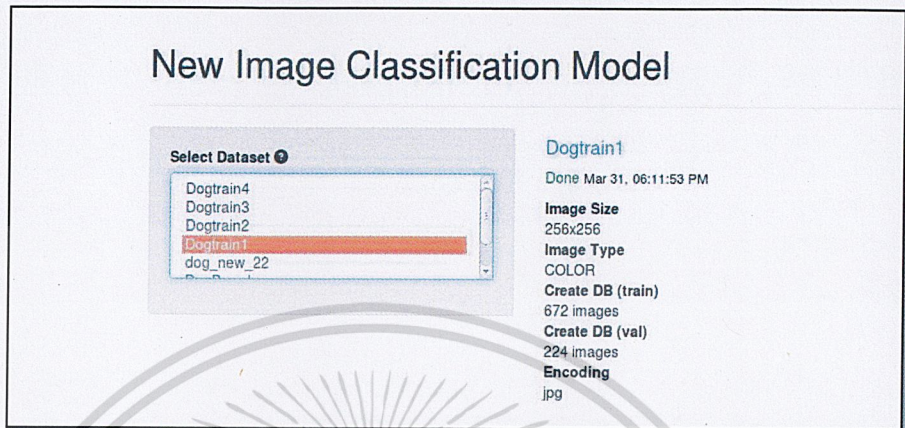 New Image Classification Model
Select Dataset
Dogtrain4
Dogtrain3
Dogtrain2
Dogtrain1
dog_new_22
Dogtrain1
Done Mar 31, 06:11:53 PM
Image Size
256x256
Image Type
COLOR
Create DB (train)
672 images
Create DB (val)
224 images
Encoding
jpg